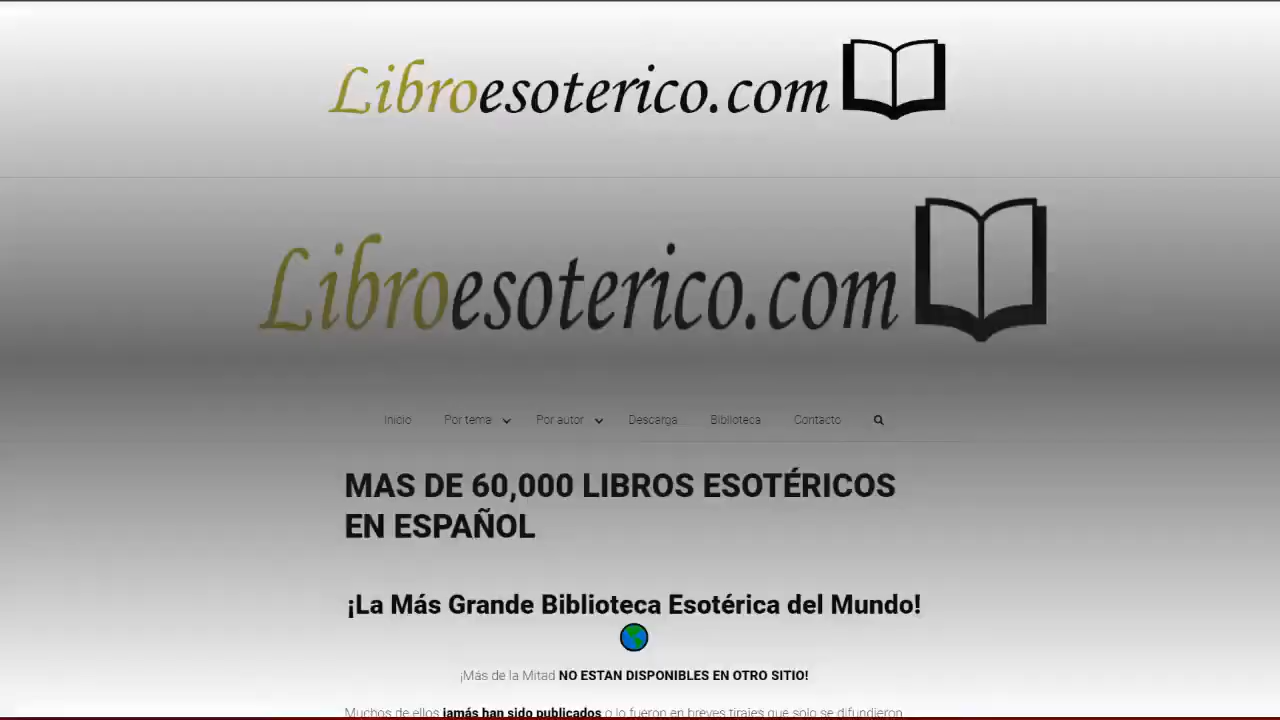 Libroesoterico.com
Libroesoterico.com
Inicio Por tema Por autor Descarga Biblioteca Contacto
MAS DE 60,000 LIBROS ESOTÉRICOS
EN ESPAÑOL
¡La Más Grande Biblioteca Esotérica del Mundo!
¡Más de la Mitad NO ESTAN DISPONIBLES EN OTRO SITIO!
Muchos de ellos jamás han sido publicados o lo fueron en breves tirajes que solo se difundieron